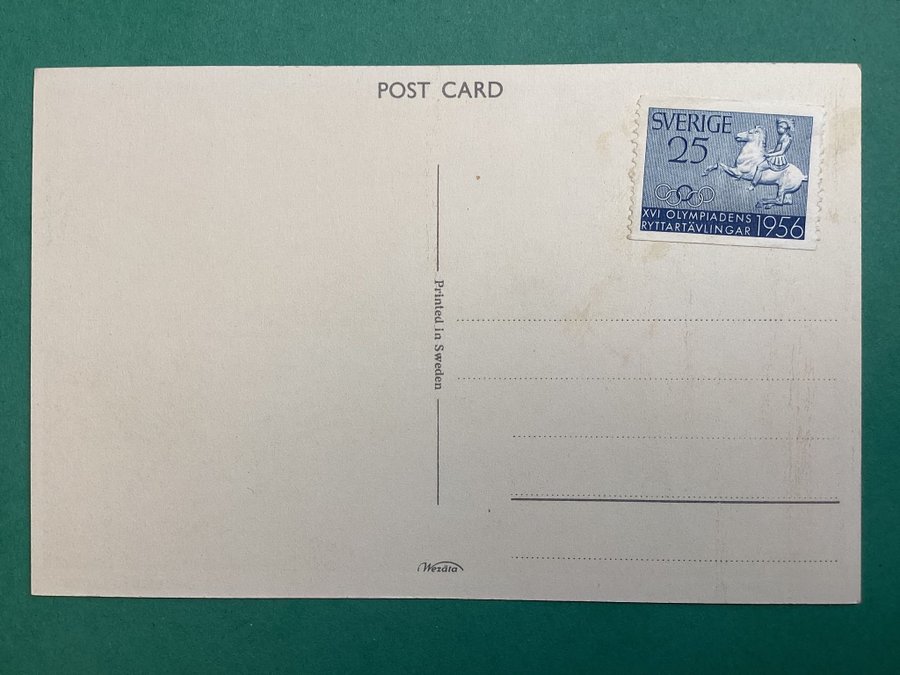 POST CARD
SVERIGE
25
XVI OLYMPIADENS
RYTTARTÄVLINGAR 1956
Printed in Sweden
Wezäta